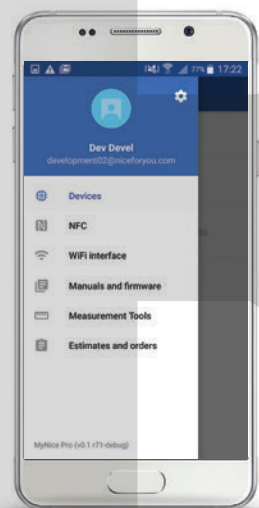 77% 17:22
Dev Devel
development02@niceforyou.com
Devices
NFC
WiFi interface
Manuals and firmware
Measurement Tools
Estimates and orders
MyNice Pro (v0.1 r71-debug)